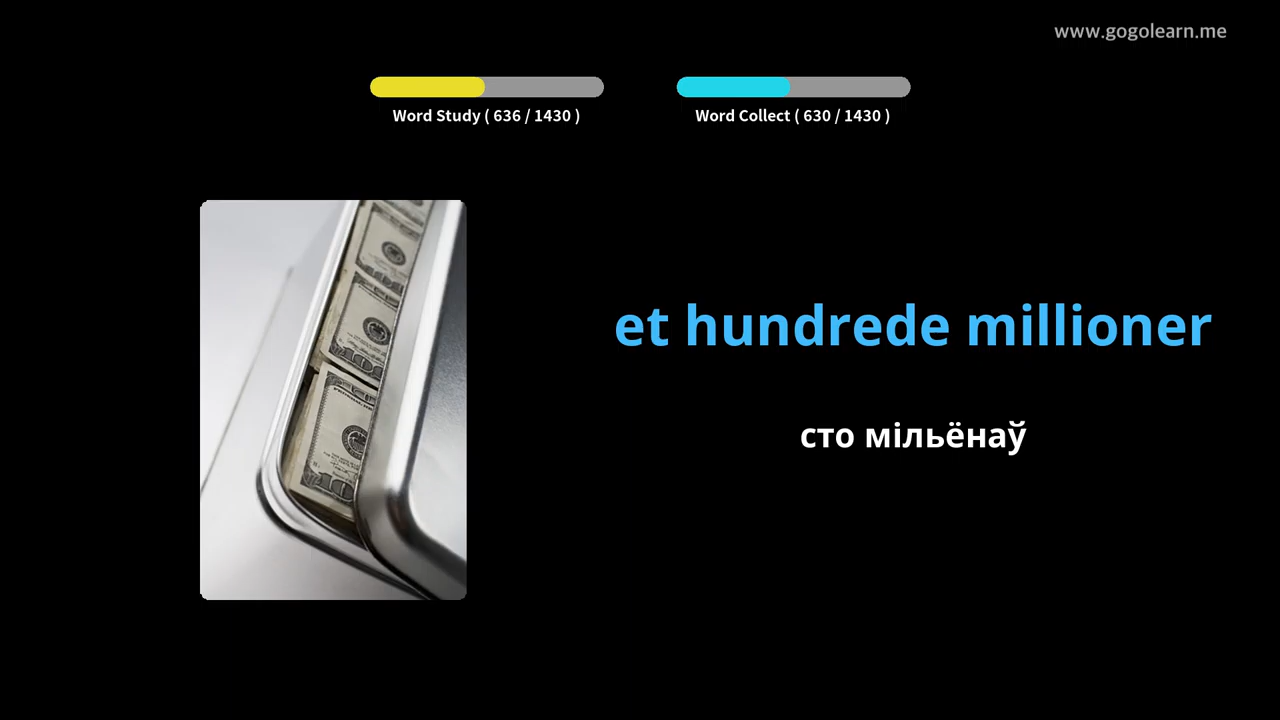 www.gogolearn.me
Word Study ( 636 / 1430 )
Word Collect ( 630 / 1430 )
et hundrede millioner
сто мільёнаў